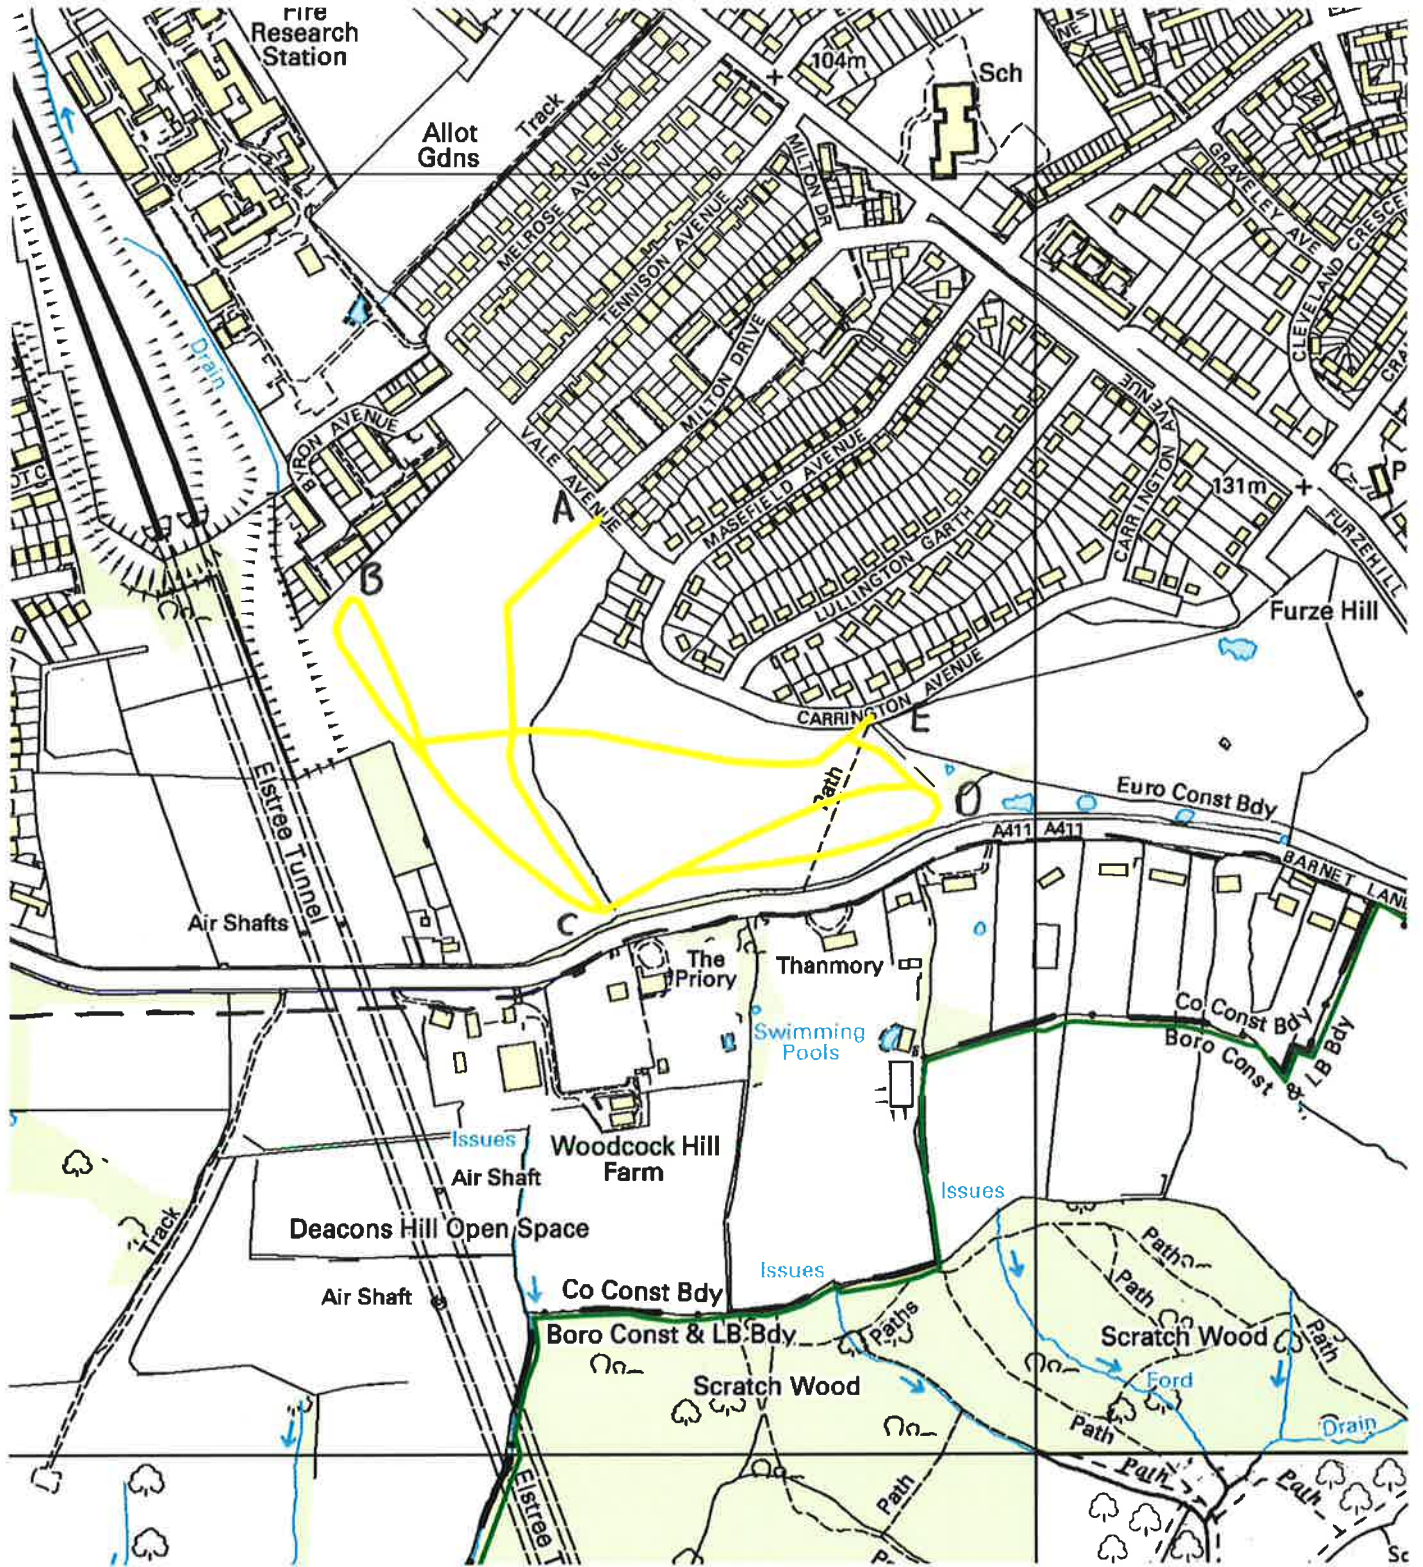 Fire
Research
Station
104m
Sch
Allot
Gdns
Track
MELROSE AVENUE
TENNISON AVENUE
MILTON DR
GRAVELEY AVE
CLEVELAND CRESCE
CRA
Drain
MILTON DRIVE
BYRON AVENUE
VALE AVENUE
MASEFIELD AVENUE
CARRINGTON AVENUE
131m
P
FURZEHILL
LULLINGTON GARTH
A
B
Furze Hill
CARRINGTON AVENUE
E
Path
D
Euro Const Bdy
Elstree Tunnel
A411
A411
BARNET LANE
Air Shafts
C
The
Priory
Thanmory
Swimming
Pools
Co Const Bdy
Boro Const & LB Bdy
Issues
Woodcock Hill
Farm
Air Shaft
Issues
Deacons Hill Open Space
Track
Issues
Air Shaft
Co Const Bdy
Boro Const & LB Bdy
Paths
Path
Path
Path
Scratch Wood
Scratch Wood
Ford
Path
Drain
Path
Path
Path
Elstree T